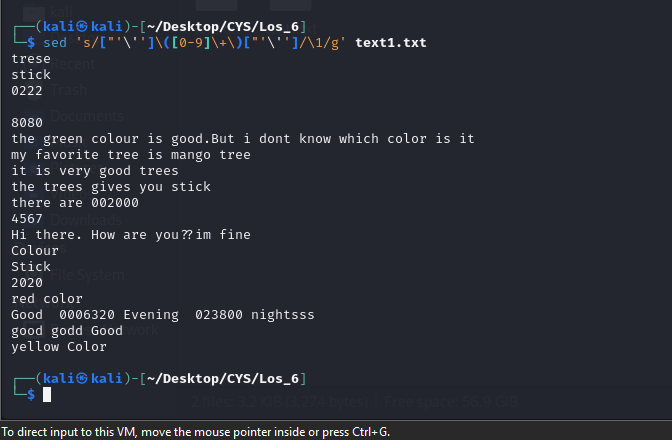 ┌──(kali㉿kali)-[~/Desktop/CYS/Los_6]
└─$ sed 's/["'\'']\([0-9]\+\)["'\'']/\1/g' text1.txt
trese
stick
0222

8080
the green colour is good.But i dont know which color is it
my favorite tree is mango tree
it is very good trees
the trees gives you stick
there are 002000
4567
Hi there. How are you??im fine
Colour
Stick
2020
red color
Good  0006320 Evening  023800 nightsss
good godd Good
yellow Color

┌──(kali㉿kali)-[~/Desktop/CYS/Los_6]
└─$
To direct input to this VM, move the mouse pointer inside or press Ctrl+G.